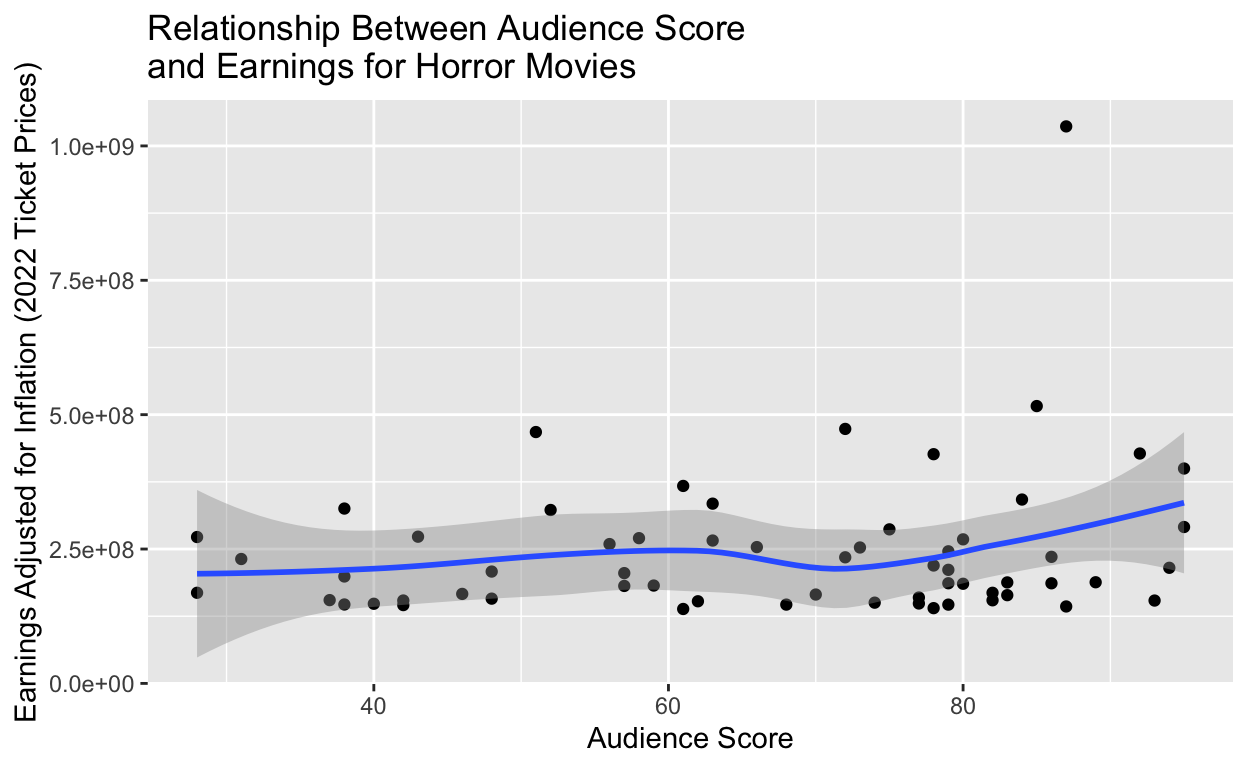 Relationship Between Audience Score
and Earnings for Horror Movies
Earnings Adjusted for Inflation (2022 Ticket Prices)
1.0e+09
7.5e+08
5.0e+08
2.5e+08
0.0e+00
40
60
80
Audience Score